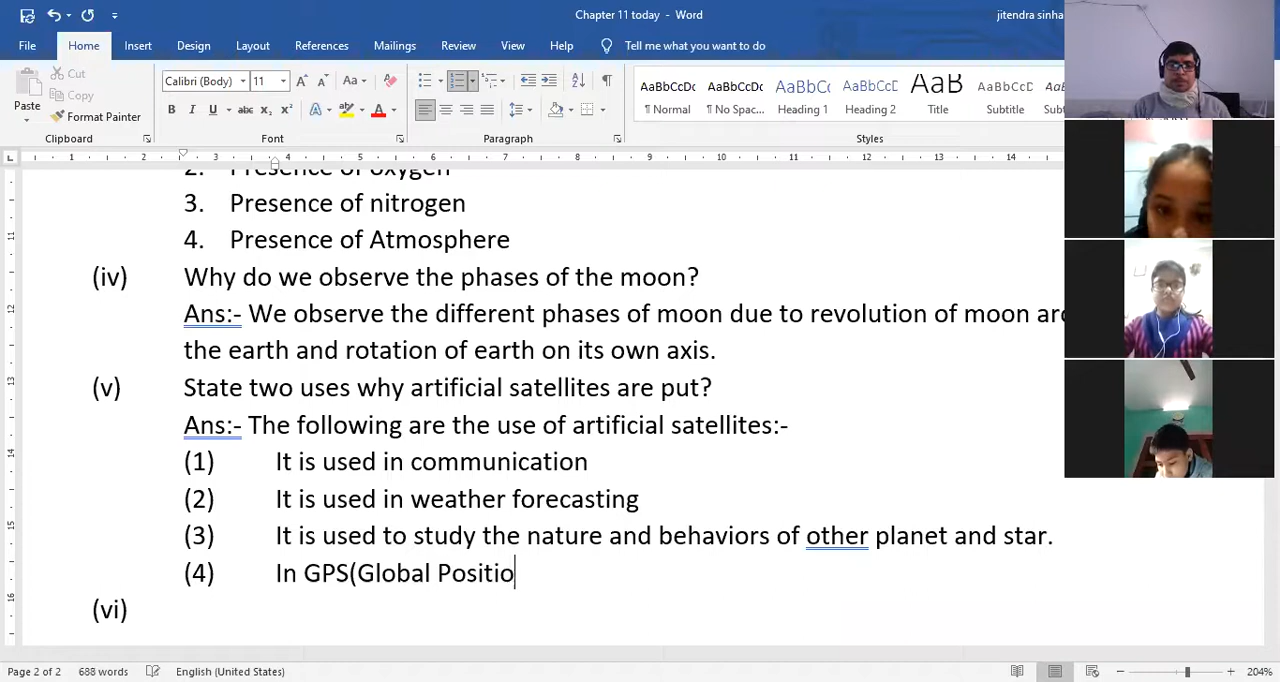 Chapter 11 today - Word
jitendra sinha
File Home Insert Design Layout References Mailings Review View Help Tell me what you want to do
Cut
Copy
Paste
Format Painter
Calibri (Body) 11
Clipboard Font Paragraph Styles
AaBbCcDc AaBbCcDc AaBbCc AaBbCcD AaB AaBbCcD
¶ Normal ¶ No Spac... Heading 1 Heading 2 Title Subtitle
2. Presence of oxygen
3. Presence of nitrogen
4. Presence of Atmosphere
(iv) Why do we observe the phases of the moon?
Ans:- We observe the different phases of moon due to revolution of moon
the earth and rotation of earth on its own axis.
(v) State two uses why artificial satellites are put?
Ans:- The following are the use of artificial satellites:-
(1) It is used in communication
(2) It is used in weather forecasting
(3) It is used to study the nature and behaviors of other planet and star.
(4) In GPS(Global Positio
(vi)
Page 2 of 2 688 words English (United States) 204%